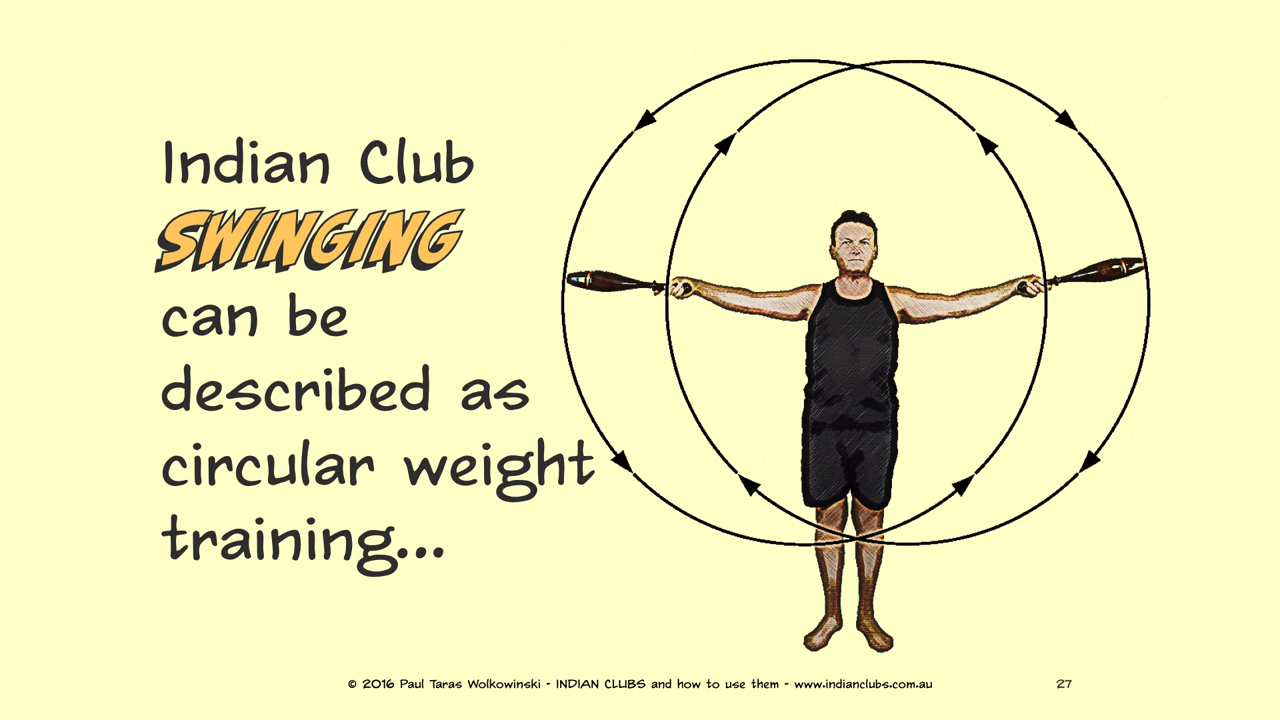 Indian Club
SWINGING
can be
described as
circular weight
training...
© 2016 Paul Taras Wolkowinski - INDIAN CLUBS and how to use them - www.indianclubs.com.au
27